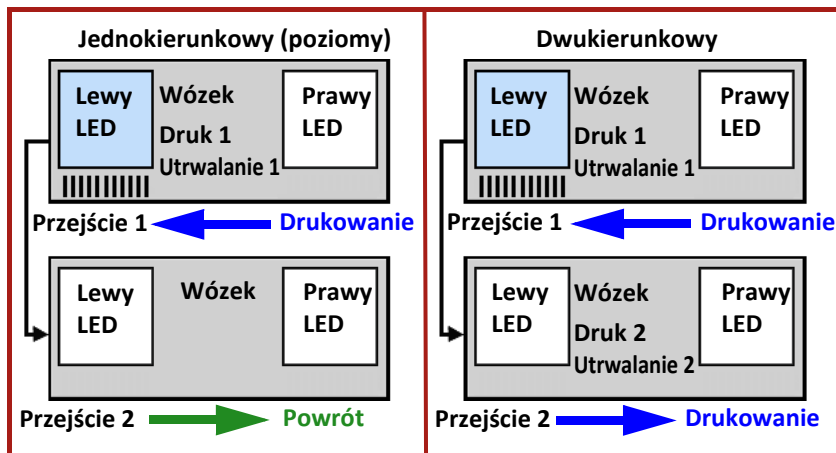 Jednokierunkowy (poziomy)
Lewy
LED
Wózek
Druk 1
Utrwalanie 1
Prawy
LED
Przejście 1
Drukowanie
Lewy
LED
Wózek
Prawy
LED
Przejście 2
Powrót
Dwukierunkowy
Lewy
LED
Wózek
Druk 1
Utrwalanie 1
Prawy
LED
Przejście 1
Drukowanie
Lewy
LED
Wózek
Druk 2
Utrwalanie 2
Prawy
LED
Przejście 2
Drukowanie